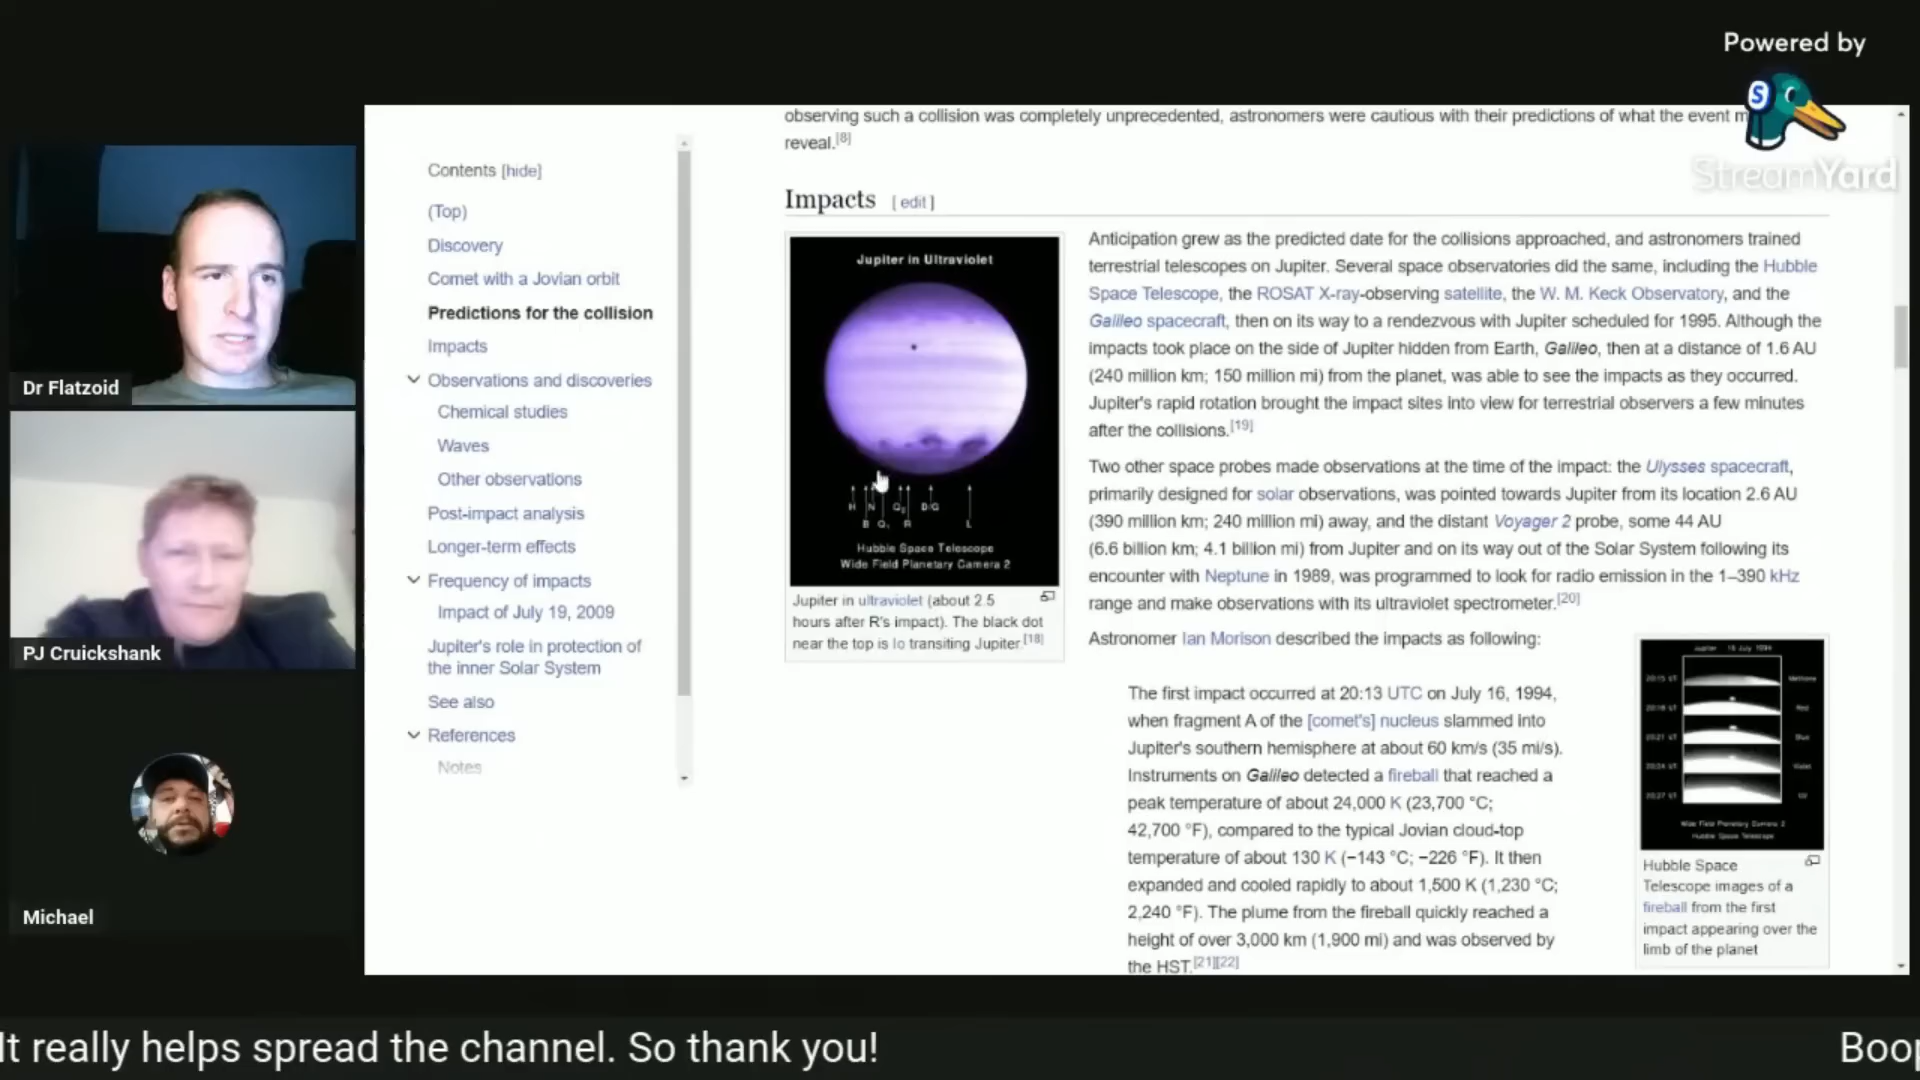 Powered by
StreamYard
Dr Flatzoid
PJ Cruickshank
Michael
Contents [hide]
(Top)
Discovery
Comet with a Jovian orbit
Predictions for the collision
Impacts
Observations and discoveries
Chemical studies
Waves
Other observations
Post-impact analysis
Longer-term effects
Frequency of impacts
Impact of July 19, 2009
Jupiter's role in protection of
the inner Solar System
See also
References
Notes
observing such a collision was completely unprecedented, astronomers were cautious with their predictions of what the event
reveal.[8]
Impacts [ edit ]
Jupiter in Ultraviolet
H N Q2 D/G
B Q1 R L
Hubble Space Telescope
Wide Field Planetary Camera 2
Jupiter in ultraviolet (about 2.5
hours after R's impact). The black dot
near the top is Io transiting Jupiter.[18]
Anticipation grew as the predicted date for the collisions approached, and astronomers trained
terrestrial telescopes on Jupiter. Several space observatories did the same, including the Hubble
Space Telescope, the ROSAT X-ray-observing satellite, the W. M. Keck Observatory, and the
Galileo spacecraft, then on its way to a rendezvous with Jupiter scheduled for 1995. Although the
impacts took place on the side of Jupiter hidden from Earth, Galileo, then at a distance of 1.6 AU
(240 million km; 150 million mi) from the planet, was able to see the impacts as they occurred.
Jupiter's rapid rotation brought the impact sites into view for terrestrial observers a few minutes
after the collisions.[19]
Two other space probes made observations at the time of the impact: the Ulysses spacecraft,
primarily designed for solar observations, was pointed towards Jupiter from its location 2.6 AU
(390 million km; 240 million mi) away, and the distant Voyager 2 probe, some 44 AU
(6.6 billion km; 4.1 billion mi) from Jupiter and on its way out of the Solar System following its
encounter with Neptune in 1989, was programmed to look for radio emission in the 1–390 kHz
range and make observations with its ultraviolet spectrometer.[20]
Astronomer Ian Morison described the impacts as following:
The first impact occurred at 20:13 UTC on July 16, 1994,
when fragment A of the [comet's] nucleus slammed into
Jupiter's southern hemisphere at about 60 km/s (35 mi/s).
Instruments on Galileo detected a fireball that reached a
peak temperature of about 24,000 K (23,700 °C;
42,700 °F), compared to the typical Jovian cloud-top
temperature of about 130 K (−143 °C; −226 °F). It then
expanded and cooled rapidly to about 1,500 K (1,230 °C;
2,240 °F). The plume from the fireball quickly reached a
height of over 3,000 km (1,900 mi) and was observed by
the HST.[21][22]
Wide Field Planetary Camera 2
Hubble Space Telescope
Hubble Space
Telescope images of a
fireball from the first
impact appearing over the
limb of the planet
It really helps spread the channel. So thank you!
Boop